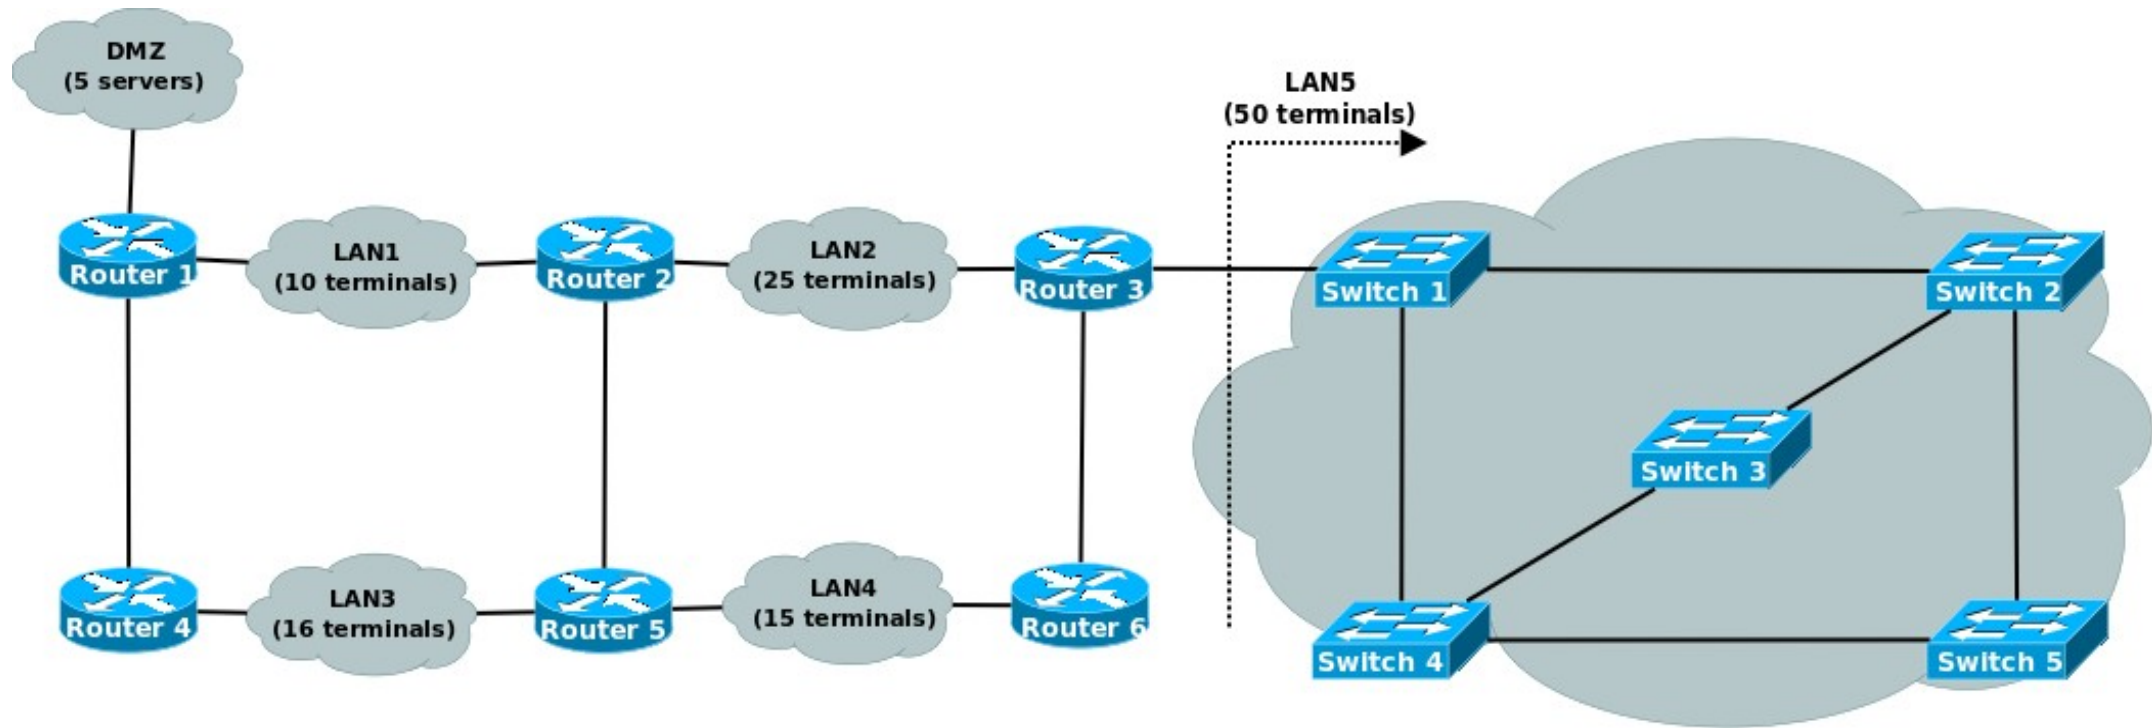 DMZ
(5 servers)
LAN5
(50 terminals)
Router 1
LAN1
(10 terminals)
Router 2
LAN2
(25 terminals)
Router 3
Switch 1
Switch 2
Switch 3
Router 4
LAN3
(16 terminals)
Router 5
LAN4
(15 terminals)
Router 6
Switch 4
Switch 5